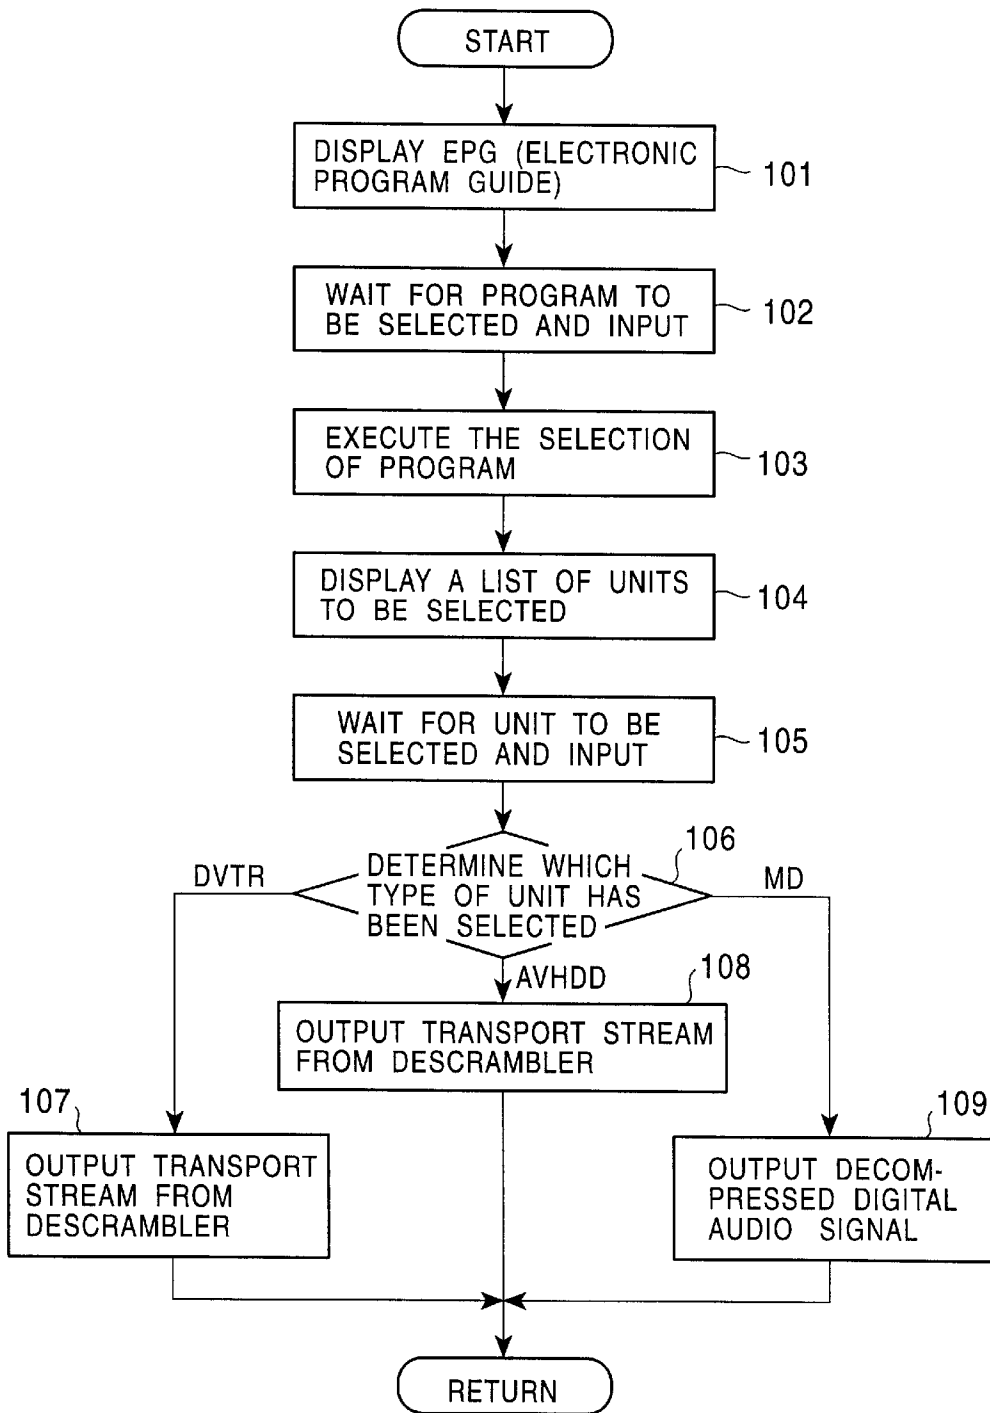 START
DISPLAY EPG (ELECTRONIC
PROGRAM GUIDE)
101
WAIT FOR PROGRAM TO
BE SELECTED AND INPUT
102
EXECUTE THE SELECTION
OF PROGRAM
103
DISPLAY A LIST OF UNITS
TO BE SELECTED
104
WAIT FOR UNIT TO BE
SELECTED AND INPUT
105
DETERMINE WHICH
TYPE OF UNIT HAS
BEEN SELECTED
106
DVTR
MD
AVHDD
108
OUTPUT TRANSPORT STREAM
FROM DESCRAMBLER
107
OUTPUT TRANSPORT
STREAM FROM
DESCRAMBLER
109
OUTPUT DECOM-
PRESSED DIGITAL
AUDIO SIGNAL
RETURN